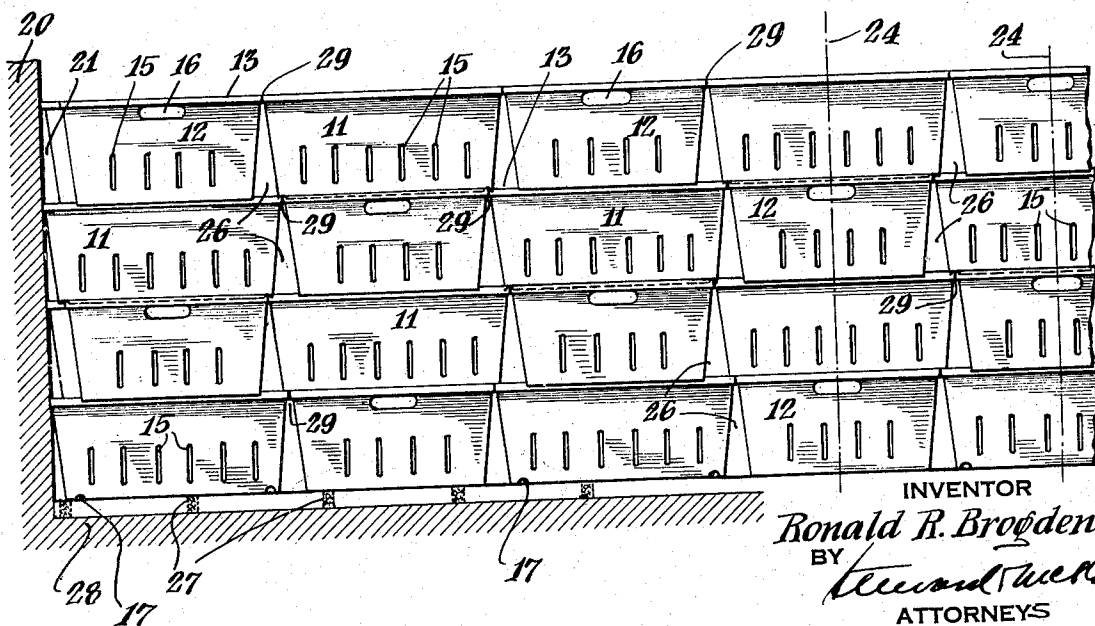 20
21 15 16 13 29 15 13 16 29 24 24
12 11 12
26 29 29 26
11 11 12 15
11 29
26
15 29 12
INVENTOR
Ronald R. Brogden
BY
ATTORNEYS
28 17 27 17